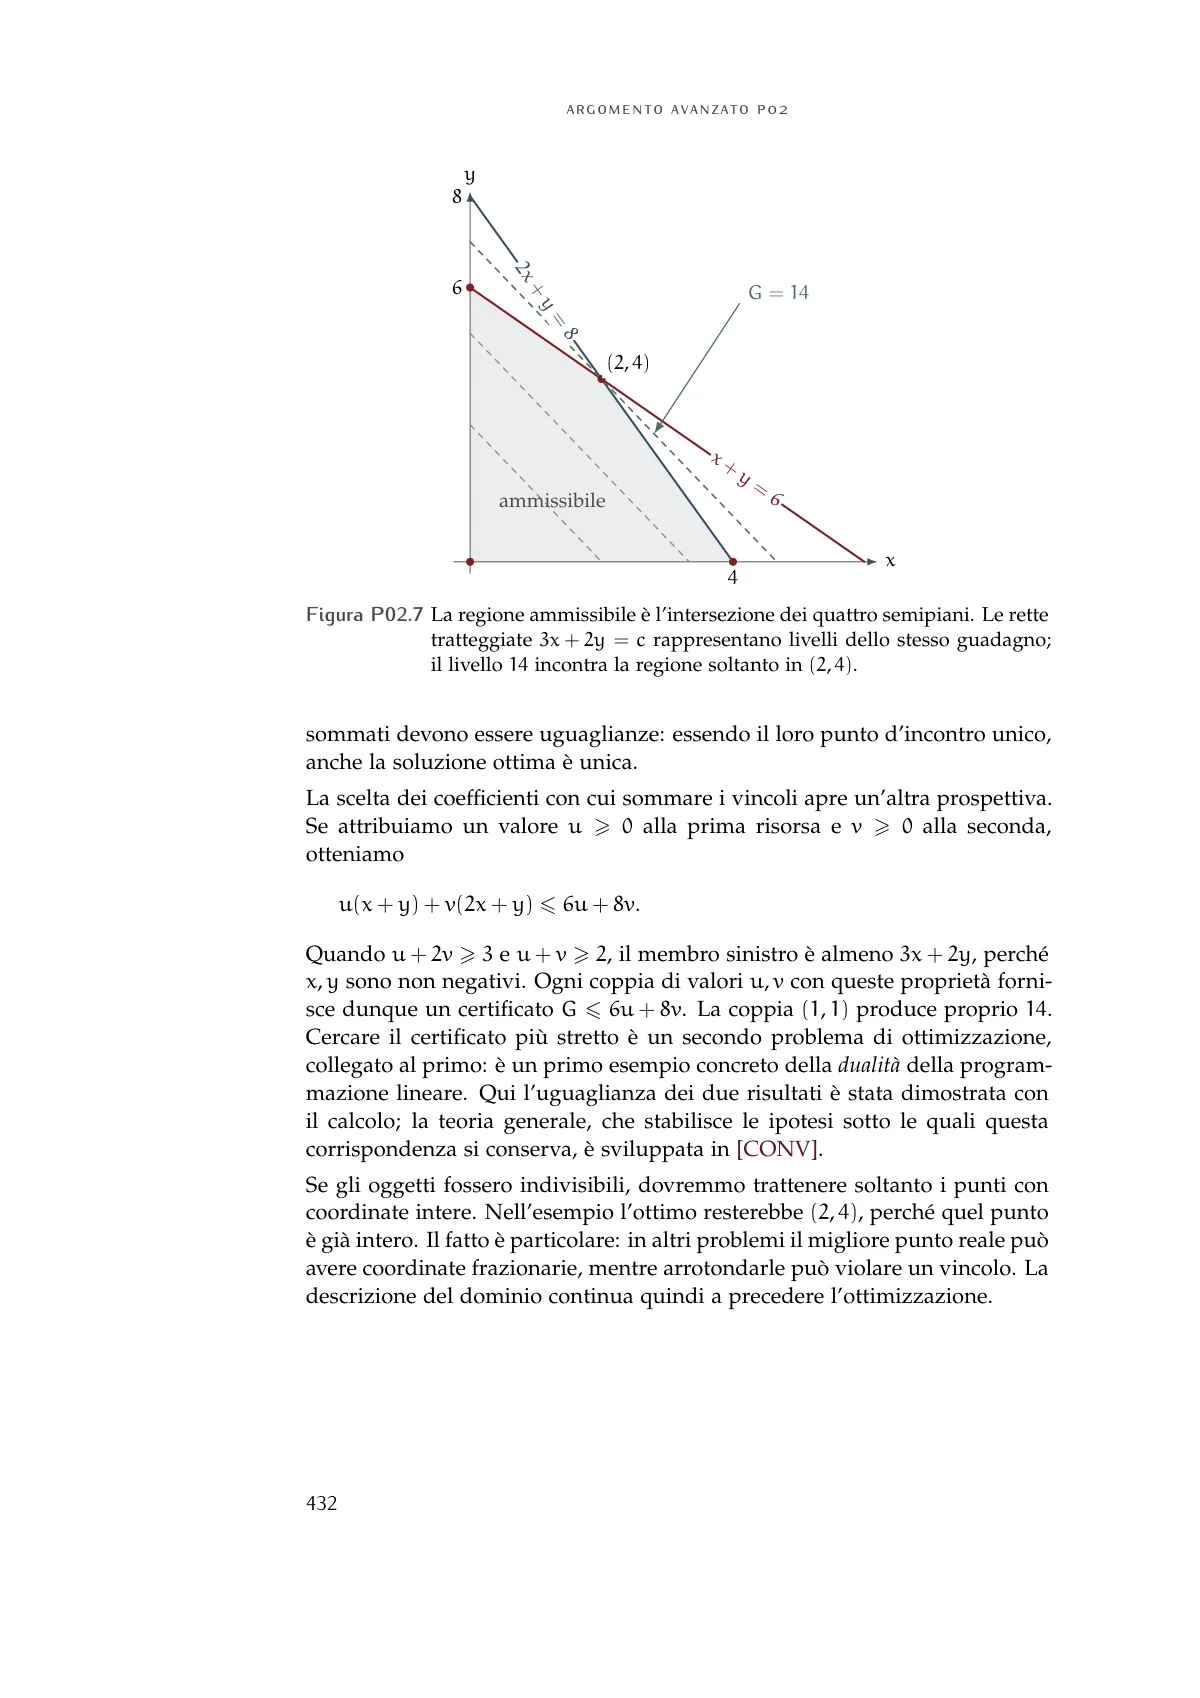 ARGOMENTO AVANZATO P02
y
8
2x + y = 8
6
G = 14
(2, 4)
x + y = 6
ammissibile
x
4
Figura P02.7 La regione ammissibile è l'intersezione dei quattro semipiani. Le rette
tratteggiate 3x + 2y = c rappresentano livelli dello stesso guadagno;
il livello 14 incontra la regione soltanto in (2, 4).
sommati devono essere uguaglianze: essendo il loro punto d'incontro unico,
anche la soluzione ottima è unica.
La scelta dei coefficienti con cui sommare i vincoli apre un'altra prospettiva.
Se attribuiamo un valore u ⩾ 0 alla prima risorsa e v ⩾ 0 alla seconda,
otteniamo
u(x + y) + v(2x + y) ⩽ 6u + 8v.
Quando u + 2v ⩾ 3 e u + v ⩾ 2, il membro sinistro è almeno 3x + 2y, perché
x, y sono non negativi. Ogni coppia di valori u, v con queste proprietà forni-
sce dunque un certificato G ⩽ 6u + 8v. La coppia (1, 1) produce proprio 14.
Cercare il certificato più stretto è un secondo problema di ottimizzazione,
collegato al primo: è un primo esempio concreto della dualità della program-
mazione lineare. Qui l'uguaglianza dei due risultati è stata dimostrata con
il calcolo; la teoria generale, che stabilisce le ipotesi sotto le quali questa
corrispondenza si conserva, è sviluppata in [CONV].
Se gli oggetti fossero indivisibili, dovremmo trattenere soltanto i punti con
coordinate intere. Nell'esempio l'ottimo resterebbe (2, 4), perché quel punto
è già intero. Il fatto è particolare: in altri problemi il migliore punto reale può
avere coordinate frazionarie, mentre arrotondarle può violare un vincolo. La
descrizione del dominio continua quindi a precedere l'ottimizzazione.
432